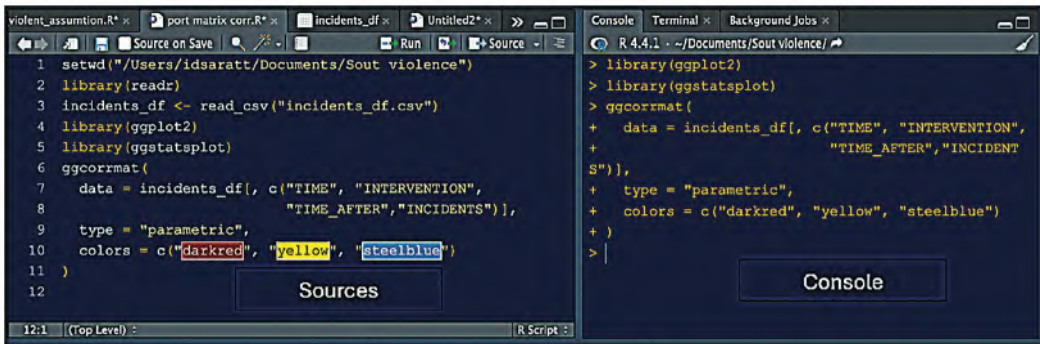 violent_assumtion.R* × port matrix corr.R* × incidents_df × Untitled2* ×
Source on Save Run Source
1 setwd("/Users/idsaratt/Documents/Sout violence")
2 library(readr)
3 incidents_df <- read_csv("incidents_df.csv")
4 library(ggplot2)
5 library(ggstatsplot)
6 ggcorrmat(
7 data = incidents_df[, c("TIME", "INTERVENTION",
8 "TIME_AFTER","INCIDENTS")],
9 type = "parametric",
10 colors = c("darkred", "yellow", "steelblue")
11 )
12
Sources
12:1 (Top Level) R Script
Console Terminal × Background Jobs ×
R 4.4.1 · ~/Documents/Sout violence/
> library(ggplot2)
> library(ggstatsplot)
> ggcorrmat(
+ data = incidents_df[, c("TIME", "INTERVENTION",
+ "TIME_AFTER","INCIDENT
S")],
+ type = "parametric",
+ colors = c("darkred", "yellow", "steelblue")
+ )
>
Console